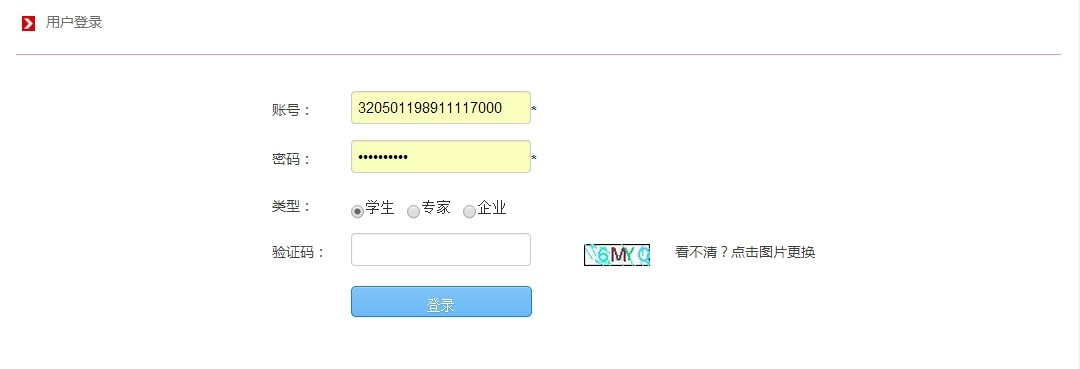 用户登录
账号： 320501198911117000 *
密码： •••••••••• *
类型： 学生 专家 企业
验证码： 看不清？点击图片更换
登录